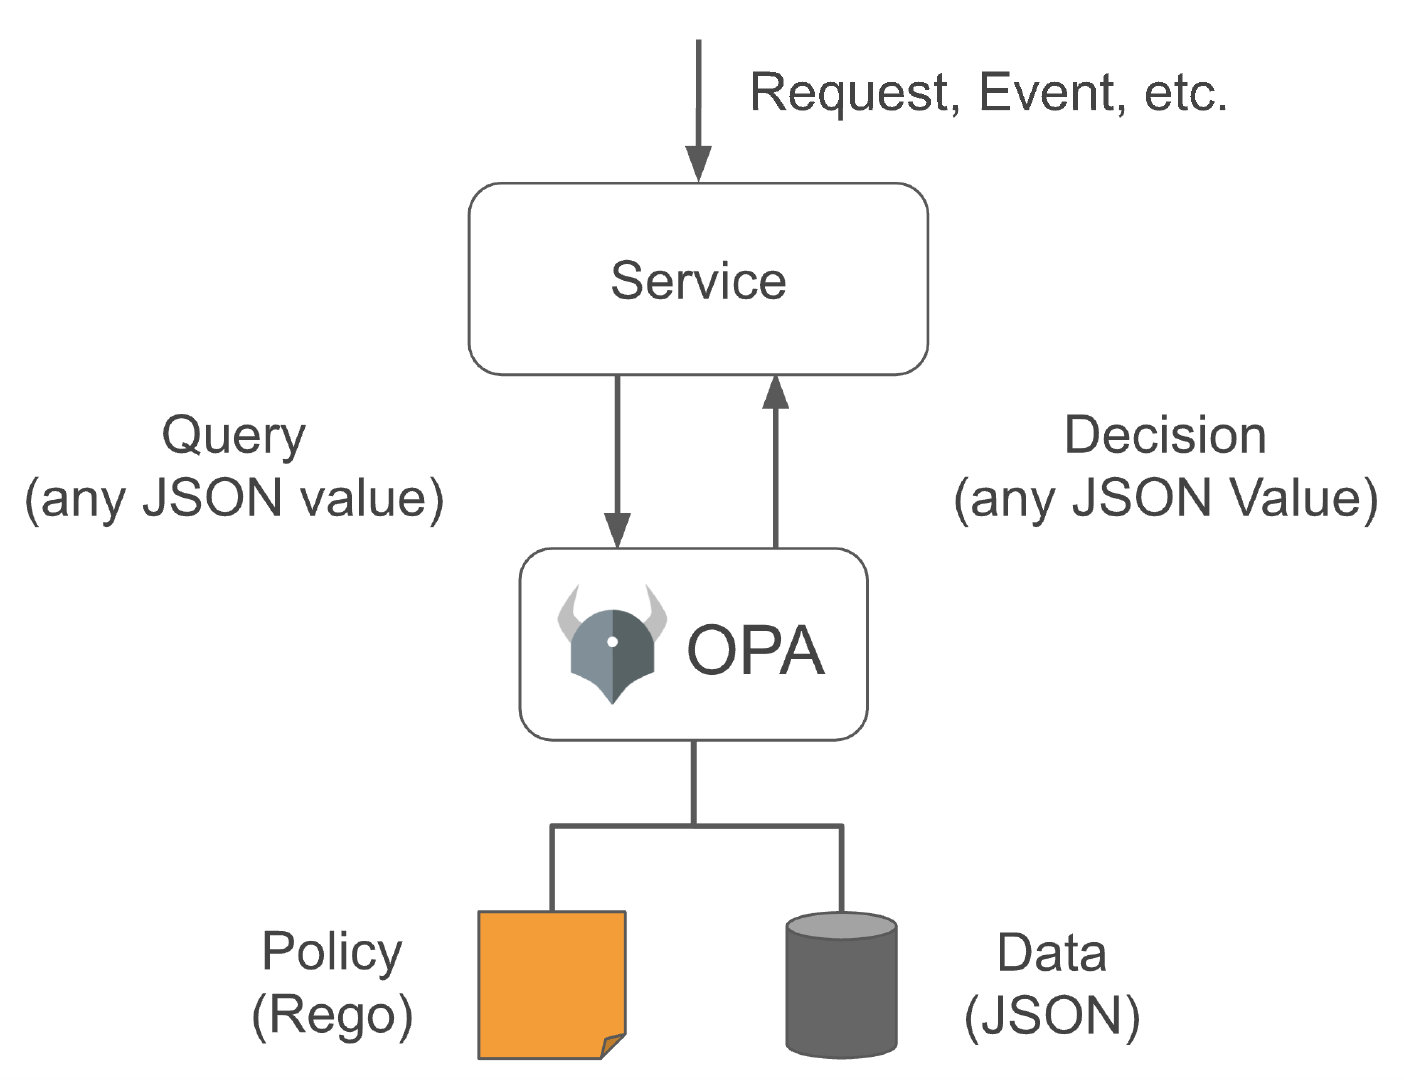 Request, Event, etc.
Service
Query
(any JSON value)
Decision
(any JSON Value)
OPA
Policy
(Rego)
Data
(JSON)